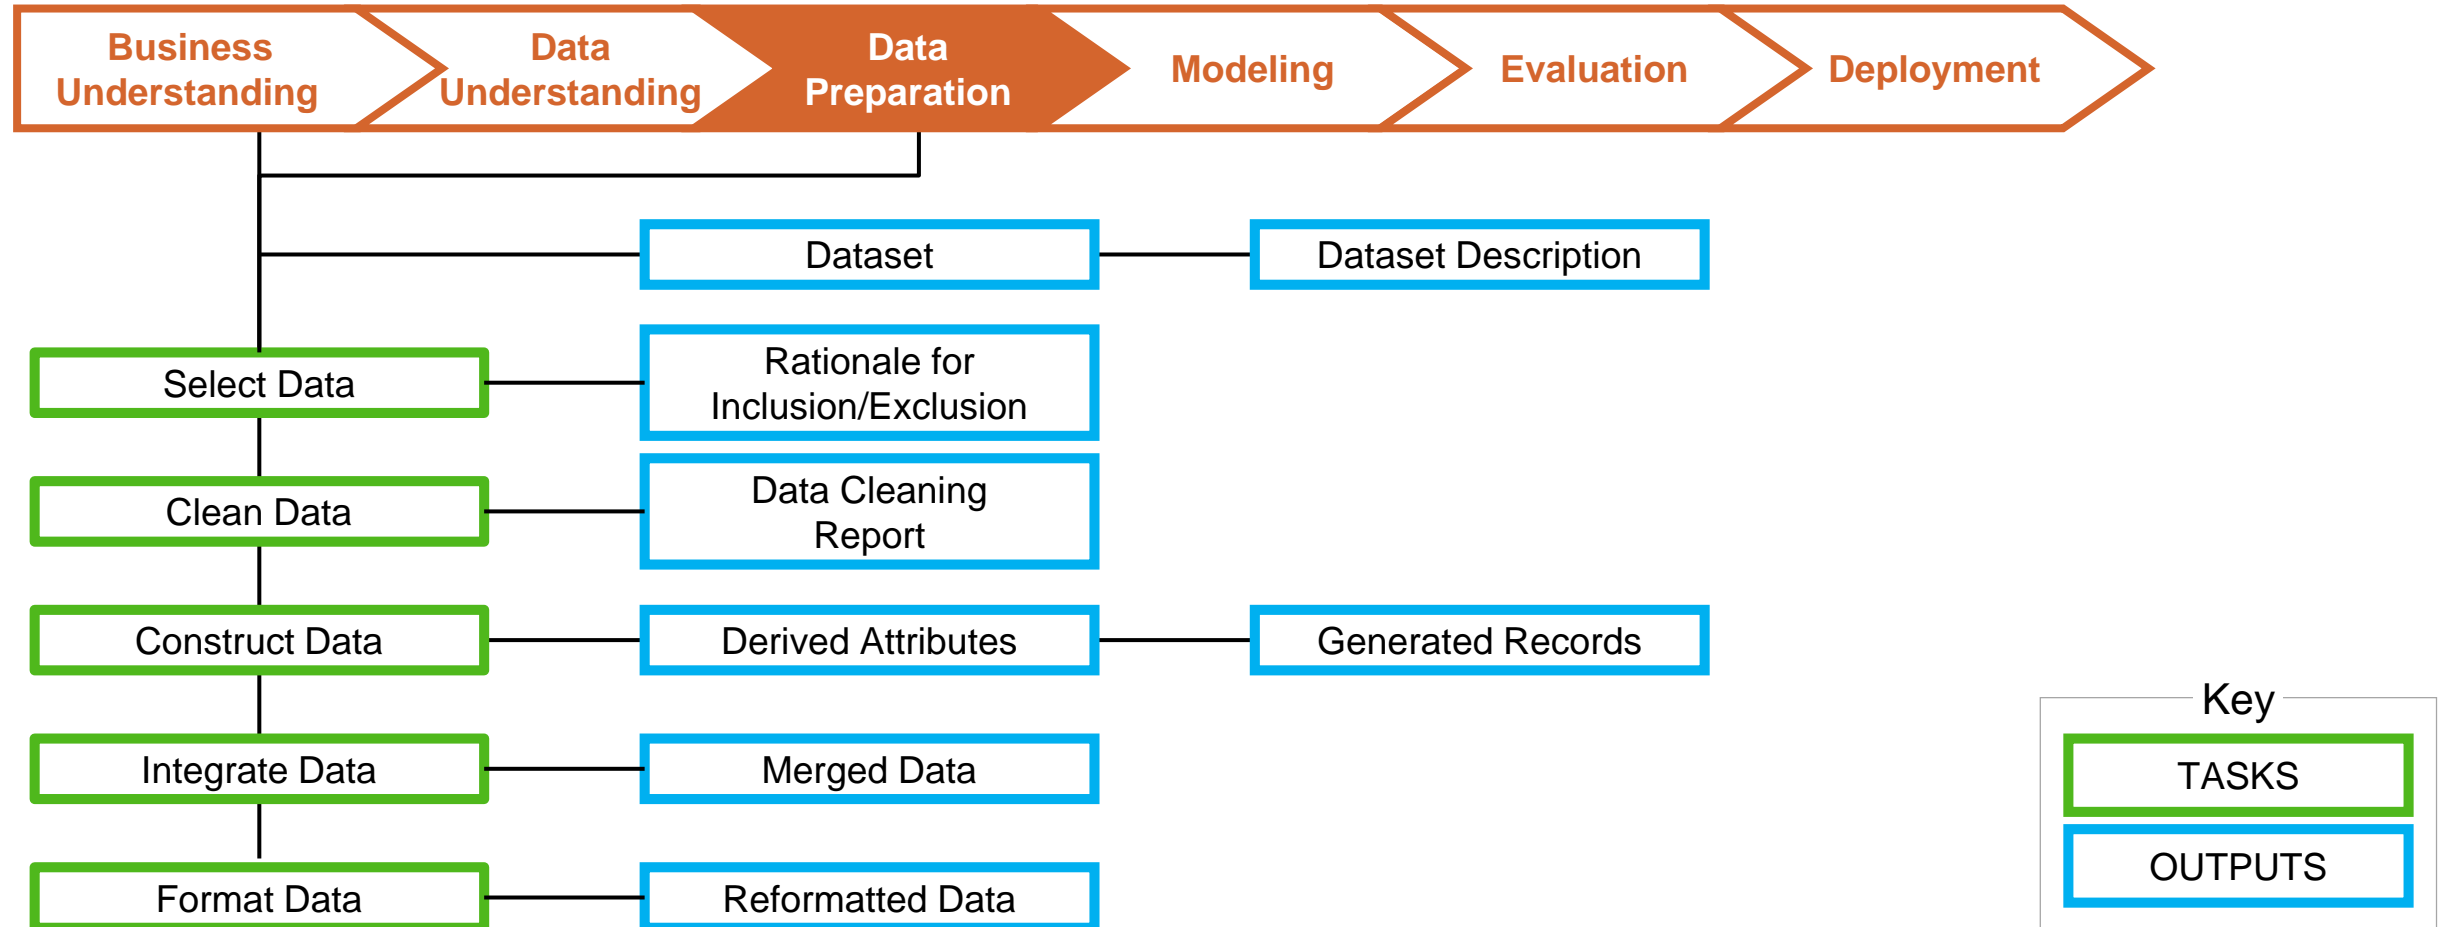 Business
Understanding
Data
Understanding
Data
Preparation
Modeling
Evaluation
Deployment
Dataset
Dataset Description
Select Data
Rationale for
Inclusion/Exclusion
Clean Data
Data Cleaning
Report
Construct Data
Derived Attributes
Generated Records
Integrate Data
Merged Data
Format Data
Reformatted Data
Key
TASKS
OUTPUTS